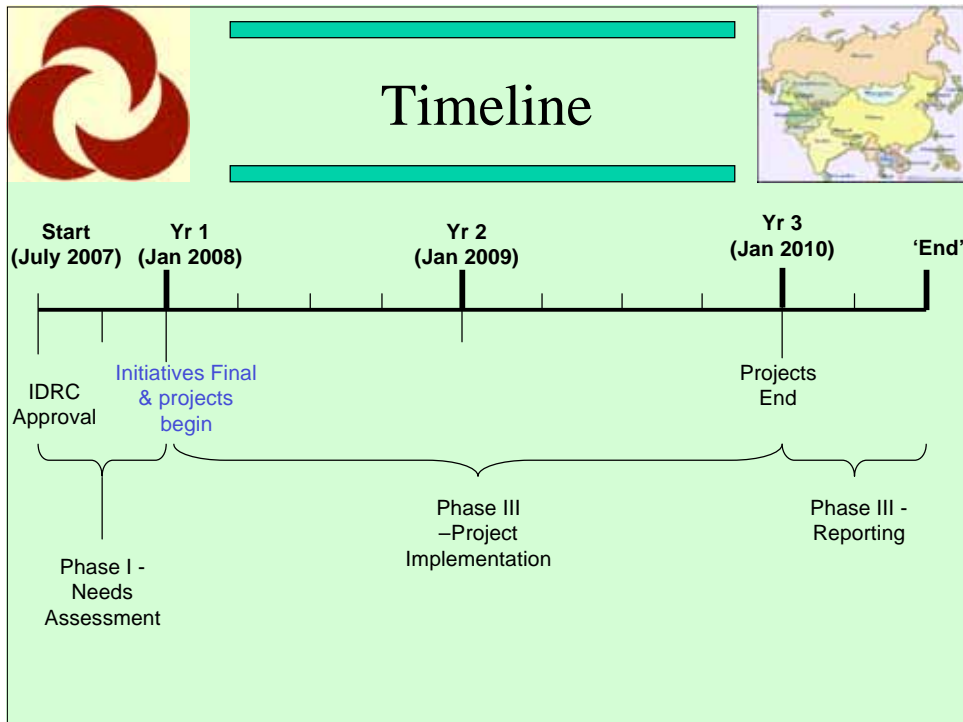 Timeline
Start
(July 2007)
Yr 1
(Jan 2008)
Yr 2
(Jan 2009)
Yr 3
(Jan 2010)
‘End’
IDRC
Approval
Initiatives Final
& projects
begin
Projects
End
Phase I -
Needs
Assessment
Phase III
–Project
Implementation
Phase III -
Reporting